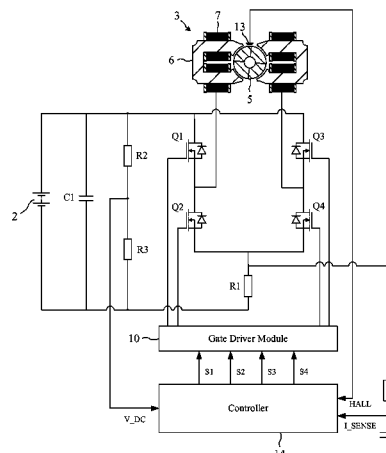 3
7
13
6
5
Q1
Q3
R2
2
C1
Q2
Q4
R3
R1
10
Gate Driver Module
S1 S2 S3 S4
HALL
Controller
V_DC
I_SENSE